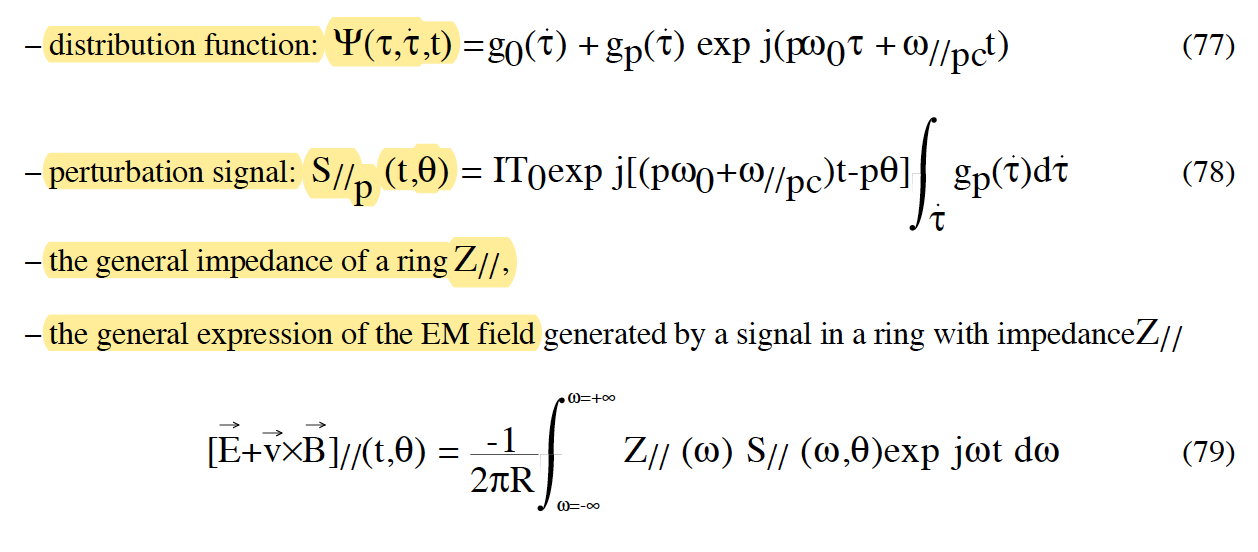 – distribution function: Ψ(τ,τ̇,t) =g₀(τ̇) + gₚ(τ̇) exp j(pω₀τ + ω//pct) (77)
– perturbation signal: S//p (t,θ) = IT₀exp j[(pω₀+ω//pc)t-pθ]∫τ̇ gₚ(τ̇)dτ̇ (78)
– the general impedance of a ring Z//,
– the general expression of the EM field generated by a signal in a ring with impedanceZ//
[E⃗+v⃗×B⃗]//(t,θ) = -1/2πR ∫ω=-∞ ω=+∞ Z// (ω) S// (ω,θ)exp jωt dω (79)